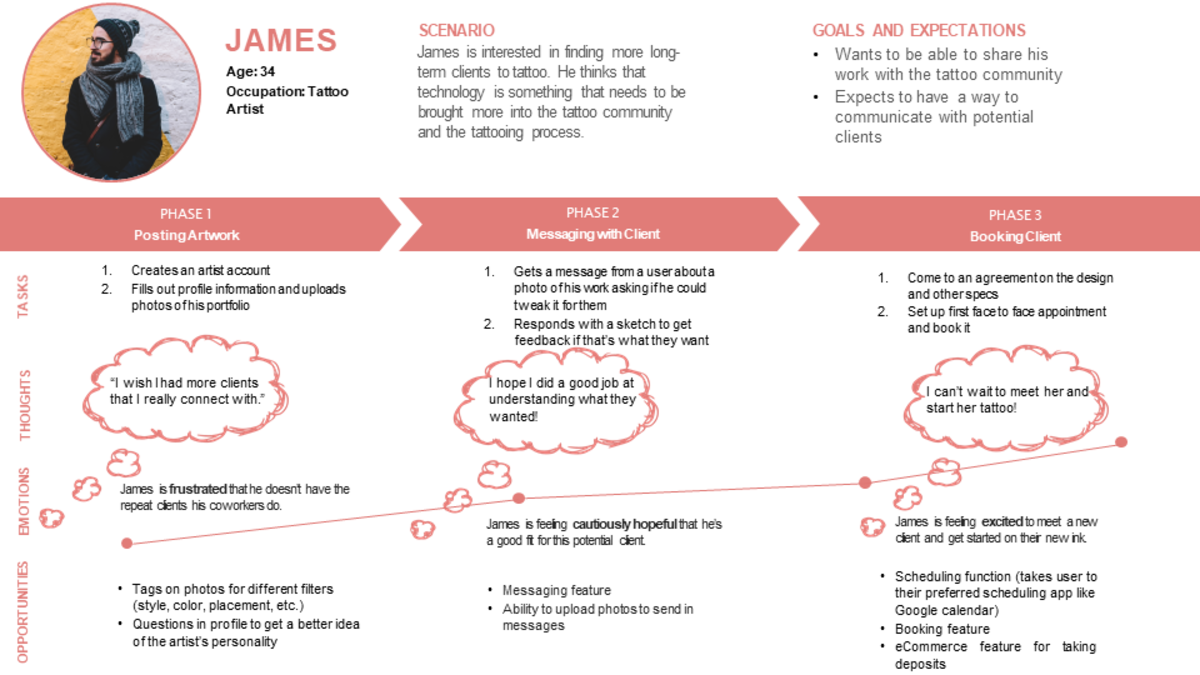 JAMES
Age: 34
Occupation: Tattoo
Artist
SCENARIO
James is interested in finding more long-
term clients to tattoo. He thinks that
technology is something that needs to be
brought more into the tattoo community
and the tattooing process.
GOALS AND EXPECTATIONS
• Wants to be able to share his
work with the tattoo community
• Expects to have a way to
communicate with potential
clients
PHASE 1
Posting Artwork
PHASE 2
Messaging with Client
PHASE 3
Booking Client
TASKS
1. Creates an artist account
2. Fills out profile information and uploads
photos of his portfolio
1. Gets a message from a user about a
photo of his work asking if he could
tweak it for them
2. Responds with a sketch to get
feedback if that's what they want
1. Come to an agreement on the design
and other specs
2. Set up first face to face appointment
and book it
THOUGHTS
“I wish I had more clients
that I really connect with.”
I hope I did a good job at
understanding what they
wanted!
I can't wait to meet her and
start her tattoo!
EMOTIONS
James is frustrated that he doesn't have the
repeat clients his coworkers do.
James is feeling cautiously hopeful that he's
a good fit for this potential client.
James is feeling excited to meet a new
client and get started on their new ink.
OPPORTUNITIES
• Tags on photos for different filters
(style, color, placement, etc.)
• Questions in profile to get a better idea
of the artist's personality
• Messaging feature
• Ability to upload photos to send in
messages
• Scheduling function (takes user to
their preferred scheduling app like
Google calendar)
• Booking feature
• eCommerce feature for taking
deposits